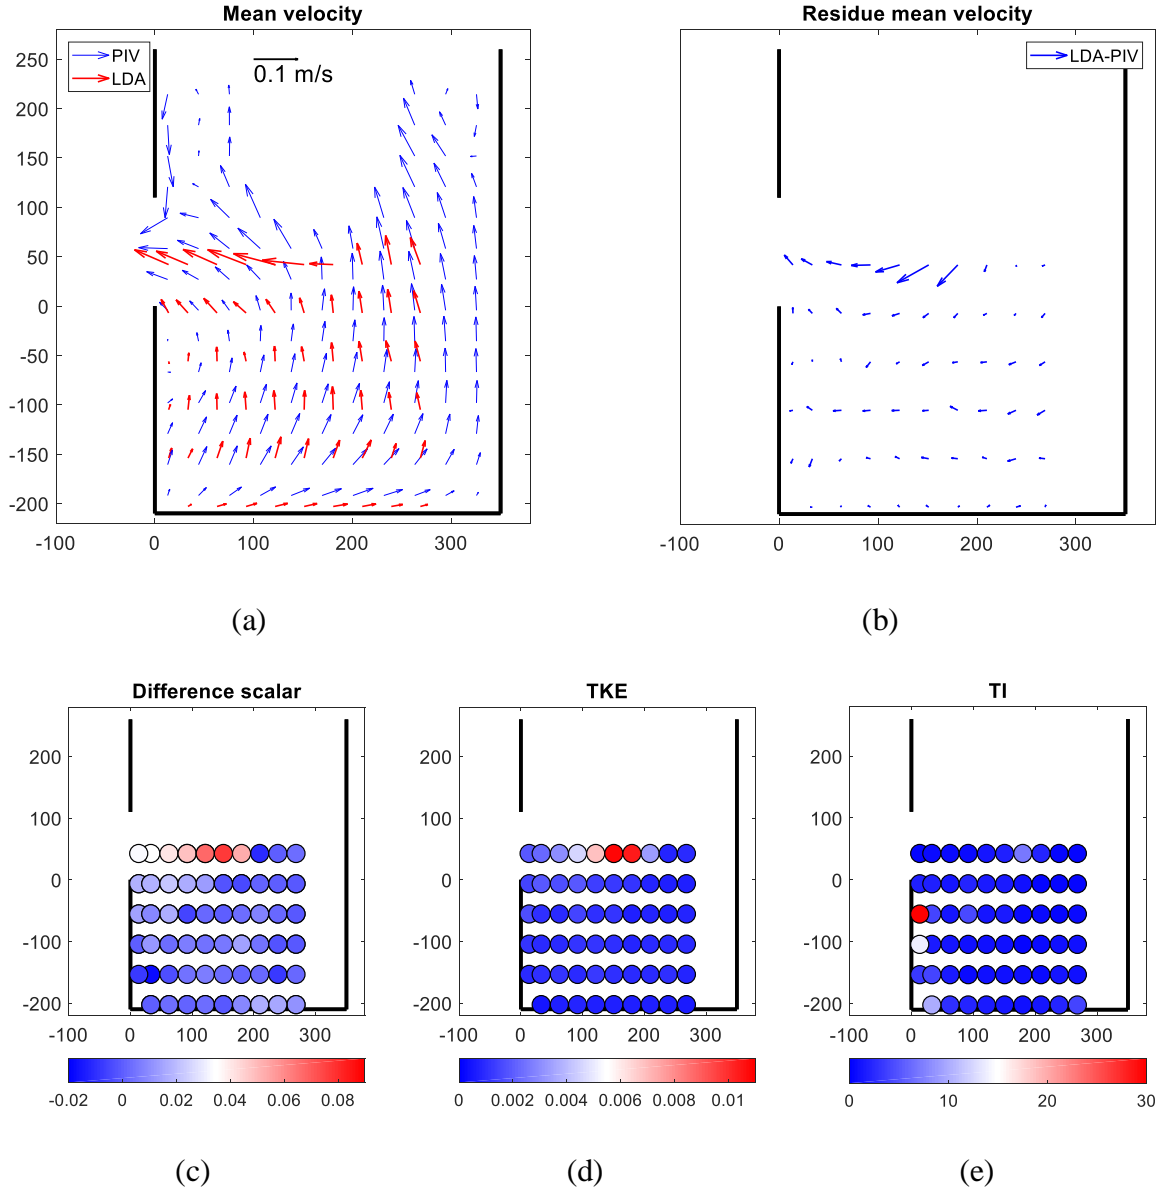 Mean velocity
PIV
LDA
0.1 m/s
250
200
150
100
50
0
-50
-100
-150
-200
-100 0 100 200 300
(a)
Residue mean velocity
LDA-PIV
-100 0 100 200 300
(b)
Difference scalar
200
100
0
-100
-200
-100 0 100 200 300
-0.02 0 0.02 0.04 0.06 0.08
(c)
TKE
200
100
0
-100
-200
-100 0 100 200 300
0 0.002 0.004 0.006 0.008 0.01
(d)
TI
200
100
0
-100
-200
-100 0 100 200 300
0 10 20 30
(e)